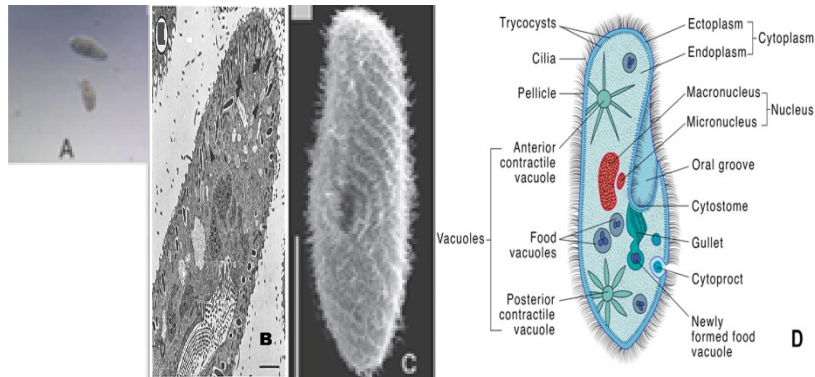 A
B
C
Trycocysts
Cilia
Pellicle
Anterior
contractile
vacuole
Vacuoles
Food
vacuoles
Posterior
contractile
vacuole
Ectoplasm
Cytoplasm
Endoplasm
Macronucleus
Nucleus
Micronucleus
Oral groove
Cytostome
Gullet
Cytoproct
Newly
formed food
vacuole
D